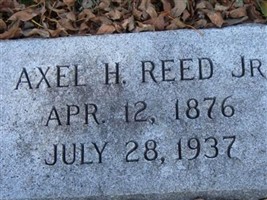 AXEL H. REED JR
APR. 12, 1876
JULY 28, 1937